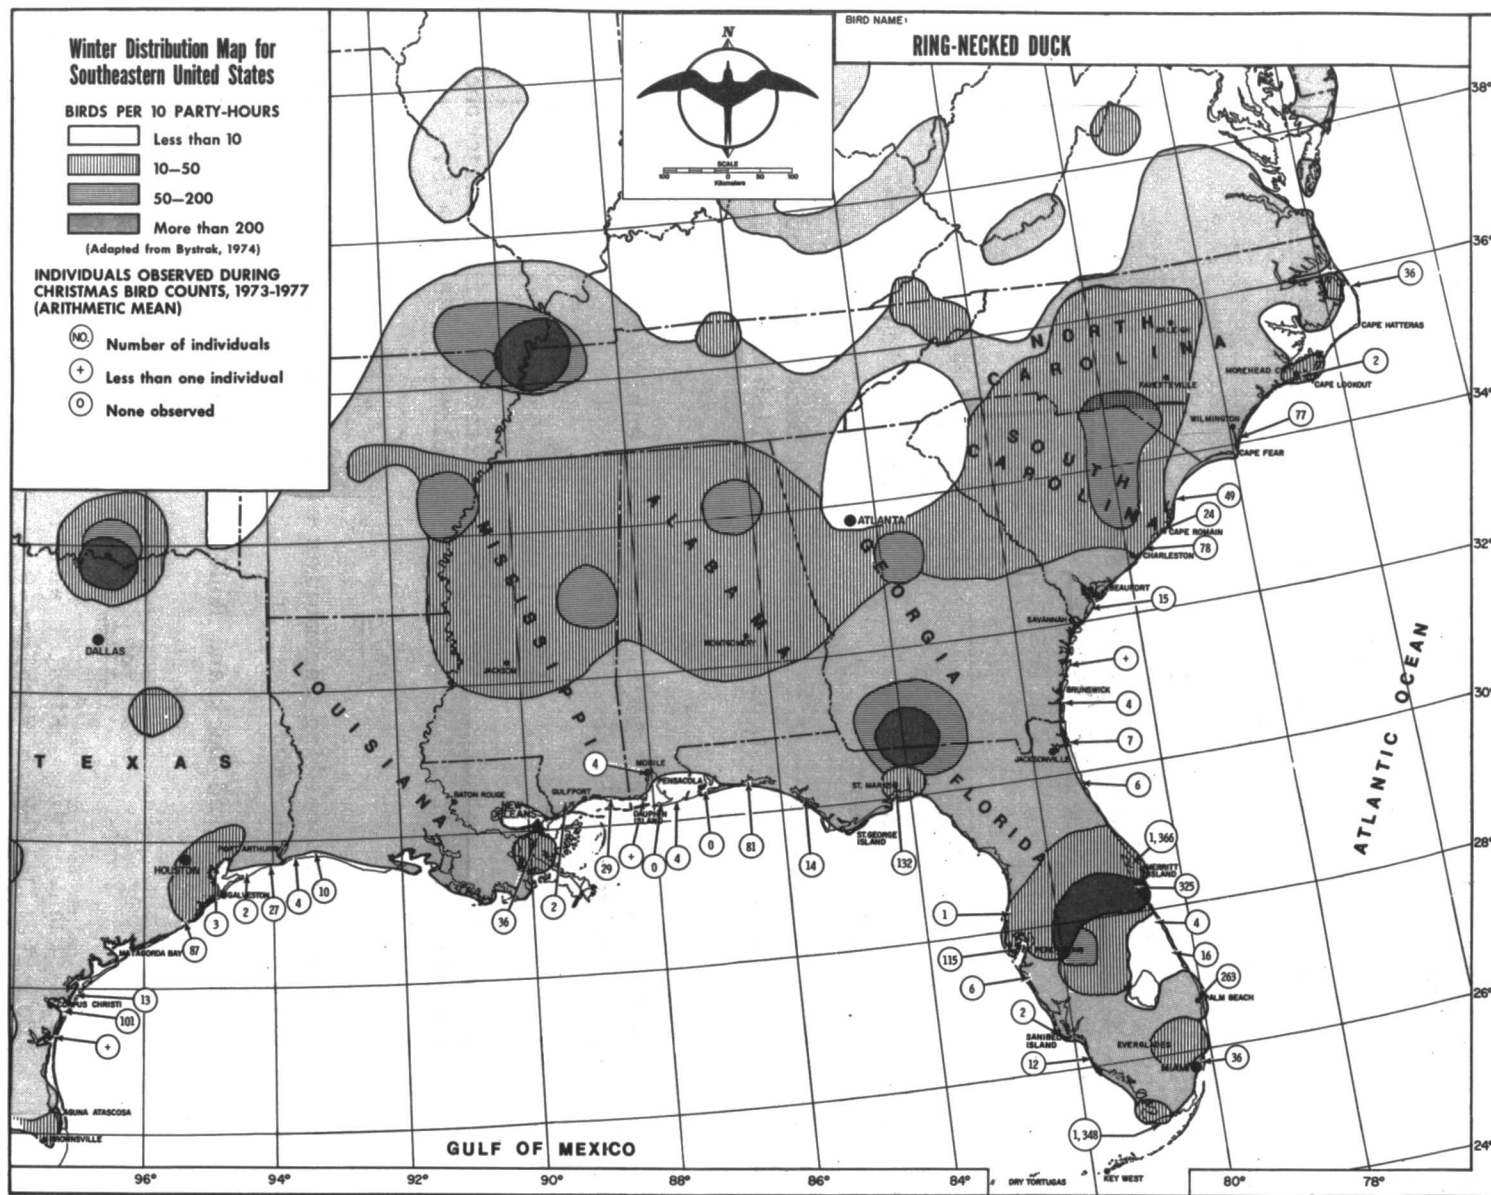 Winter Distribution Map for
Southeastern United States
BIRDS PER 10 PARTY-HOURS
Less than 10
10–50
50–200
More than 200
(Adapted from Bystrak, 1974)
INDIVIDUALS OBSERVED DURING
CHRISTMAS BIRD COUNTS, 1973-1977
(ARITHMETIC MEAN)
NO. Number of individuals
+ Less than one individual
0 None observed
N
SCALE
100 0 50 100
Kilometers
BIRD NAME:
RING-NECKED DUCK
38°
36°
34°
32°
30°
28°
26°
24°
36
CAPE HATTERAS
NORTH
CAROLINA
RALEIGH
FAYETTEVILLE
MOREHEAD CITY
2
CAPE LOOKOUT
WILMINGTON
77
CAPE FEAR
SOUTH
CAROLINA
49
24
CAPE ROMAIN
78
CHARLESTON
BEAUFORT
15
SAVANNAH
+
BRUNSWICK
4
7
JACKSONVILLE
6
ATLANTA
GEORGIA
ALABAMA
MONTGOMERY
MISSISSIPPI
JACKSON
LOUISIANA
BATON ROUGE
NEW
ORLEANS
GULFPORT
MOBILE
4
PENSACOLA
DAUPHIN
ISLAND
ST. MARKS
ST. GEORGE
ISLAND
DALLAS
TEXAS
HOUSTON
PORT ARTHUR
GALVESTON
MATAGORDA BAY
CORPUS CHRISTI
LAGUNA ATASCOSA
BROWNSVILLE
+
101
13
87
3
2
27
4
10
36
2
29
+
0
4
0
81
14
132
FLORIDA
1,366
MERRITT
ISLAND
325
4
16
263
PALM BEACH
1
115
6
2
SANIBEL
ISLAND
12
EVERGLADES
MIAMI
36
1,348
KEY WEST
DRY TORTUGAS
ATLANTIC OCEAN
GULF OF MEXICO
96°
94°
92°
90°
88°
86°
84°
80°
78°